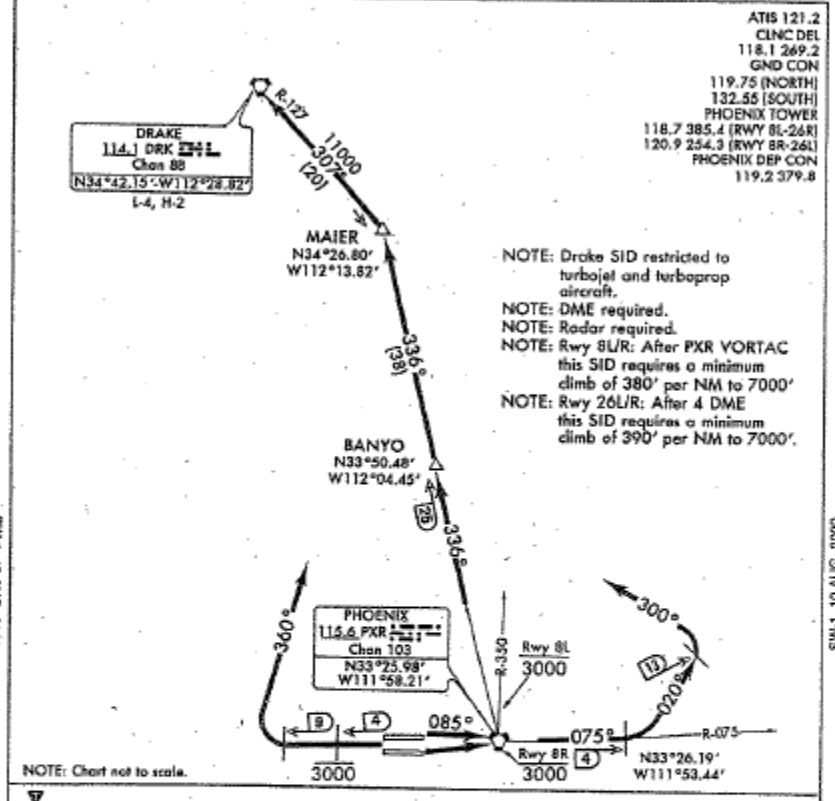 ATIS 121.2
CLNC DEL
118.1 269.2
GND CON
119.75 (NORTH)
132.55 (SOUTH)
PHOENIX TOWER
118.7 385.4 (RWY 8L-26R)
120.9 254.3 (RWY 8R-26L)
PHOENIX DEP CON
119.2 379.8
R-127
DRAKE
114.1 DRK
Chan 88
N34°42.15'-W112°28.82'
L-4, H-2
11000
307°
(20)
MAIER
N34°26.80'
W112°13.82'
NOTE: Drake SID restricted to
turbojet and turboprop
aircraft.
NOTE: DME required.
NOTE: Radar required.
NOTE: Rwy 8L/R: After PXR VORTAC
this SID requires a minimum
climb of 380' per NM to 7000'
NOTE: Rwy 26L/R: After 4 DME
this SID requires a minimum
climb of 390' per NM to 7000'.
336°
(38)
BANYO
N33°50.48'
W112°04.45'
25
336°
360°
PHOENIX
115.6 PXR
Chan 103
N33°25.98'
W111°58.21'
R-350
Rwy 8L
3000
300°
13
020°
9
4
085°
075°
R-075
Rwy 8R
3000
4
N33°26.19'
W111°53.44'
3000
NOTE: Chart not to scale.